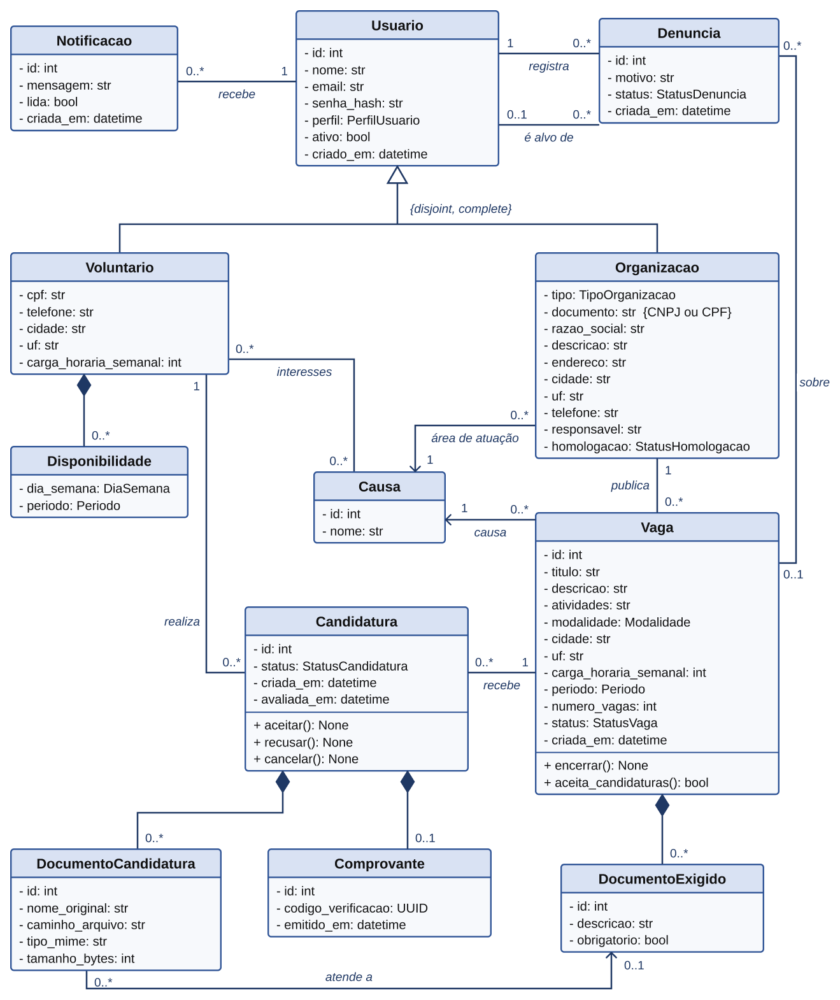 Notificacao
- id: int
- mensagem: str
- lida: bool
- criada_em: datetime
0..*
1
recebe
Usuario
- id: int
- nome: str
- email: str
- senha_hash: str
- perfil: PerfilUsuario
- ativo: bool
- criado_em: datetime
1
0..*
registra
0..1
0..*
é alvo de
Denuncia
- id: int
- motivo: str
- status: StatusDenuncia
- criada_em: datetime
0..*
{disjoint, complete}
Voluntario
- cpf: str
- telefone: str
- cidade: str
- uf: str
- carga_horaria_semanal: int
0..*
interesses
1
0..*
Organizacao
- tipo: TipoOrganizacao
- documento: str  {CNPJ ou CPF}
- razao_social: str
- descricao: str
- endereco: str
- cidade: str
- uf: str
- telefone: str
- responsavel: str
- homologacao: StatusHomologacao
sobre
0..*
área de atuação
1
0..*
Disponibilidade
- dia_semana: DiaSemana
- periodo: Periodo
Causa
- id: int
- nome: str
1
publica
0..*
1
0..*
causa
Vaga
- id: int
- titulo: str
- descricao: str
- atividades: str
- modalidade: Modalidade
- cidade: str
- uf: str
- carga_horaria_semanal: int
- periodo: Periodo
- numero_vagas: int
- status: StatusVaga
- criada_em: datetime
+ encerrar(): None
+ aceita_candidaturas(): bool
0..1
realiza
0..*
Candidatura
- id: int
- status: StatusCandidatura
- criada_em: datetime
- avaliada_em: datetime
+ aceitar(): None
+ recusar(): None
+ cancelar(): None
0..*
1
recebe
0..*
0..1
0..*
DocumentoCandidatura
- id: int
- nome_original: str
- caminho_arquivo: str
- tipo_mime: str
- tamanho_bytes: int
Comprovante
- id: int
- codigo_verificacao: UUID
- emitido_em: datetime
DocumentoExigido
- id: int
- descricao: str
- obrigatorio: bool
0..*
atende a
0..1